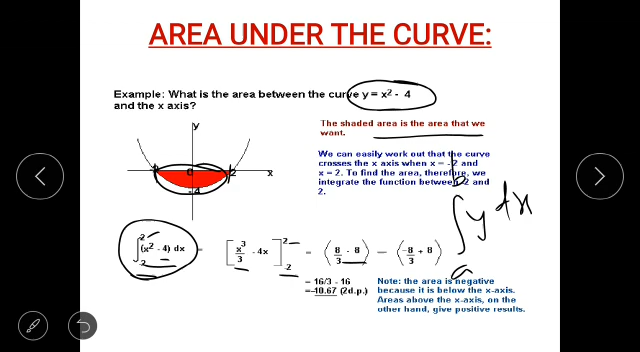 AREA UNDER THE CURVE:
Example: What is the area between the curve y = x² - 4
and the x axis?
The shaded area is the area that we
want.
y
0
2
x
- 4
We can easily work out that the curve
crosses the x axis when x = -2 and
x = 2. To find the area, therefore, we
integrate the function between -2 and
2.
b
∫ y dx
a
∫ (x² - 4) dx = [x³/3 - 4x] = (8/3 - 8) - (-8/3 + 8)
= 16/3 - 16
= -10.67 (2d.p.)
Note: the area is negative
because it is below the x-axis.
Areas above the x-axis, on the
other hand, give positive results.